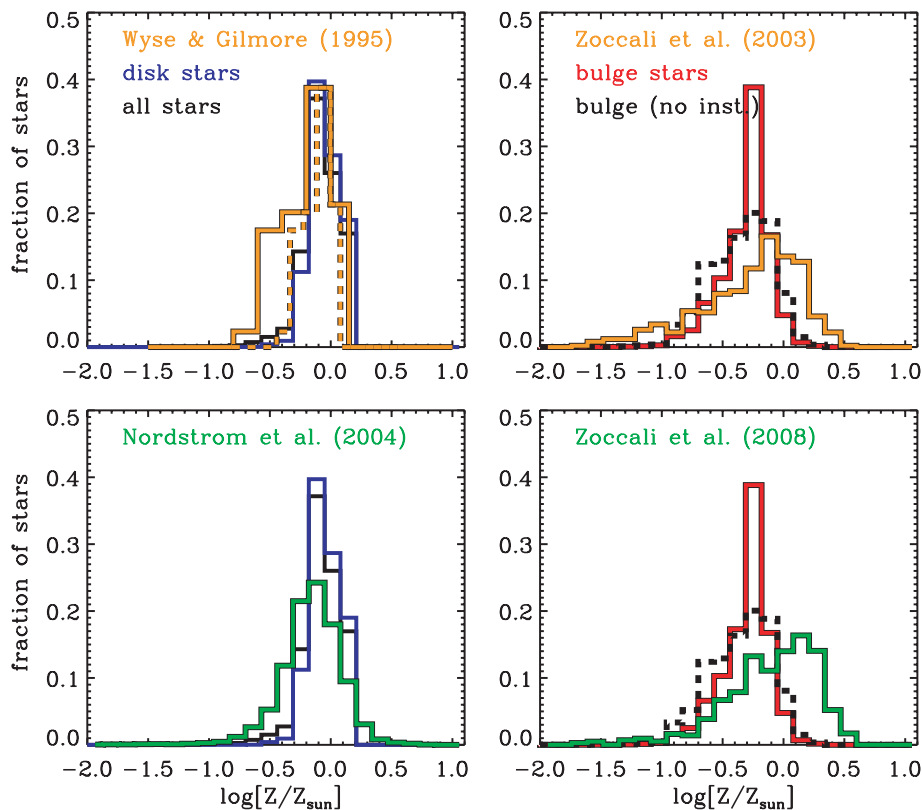 0.5
0.4
0.3
0.2
0.1
0.0
fraction of stars
Wyse & Gilmore (1995)
disk stars
all stars
-2.0 -1.5 -1.0 -0.5 0.0 0.5 1.0
0.5
0.4
0.3
0.2
0.1
0.0
Zoccali et al. (2003)
bulge stars
bulge (no inst.)
-2.0 -1.5 -1.0 -0.5 0.0 0.5 1.0
0.5
0.4
0.3
0.2
0.1
0.0
fraction of stars
Nordstrom et al. (2004)
-2.0 -1.5 -1.0 -0.5 0.0 0.5 1.0
log[Z/Zsun]
0.5
0.4
0.3
0.2
0.1
0.0
Zoccali et al. (2008)
-2.0 -1.5 -1.0 -0.5 0.0 0.5 1.0
log[Z/Zsun]